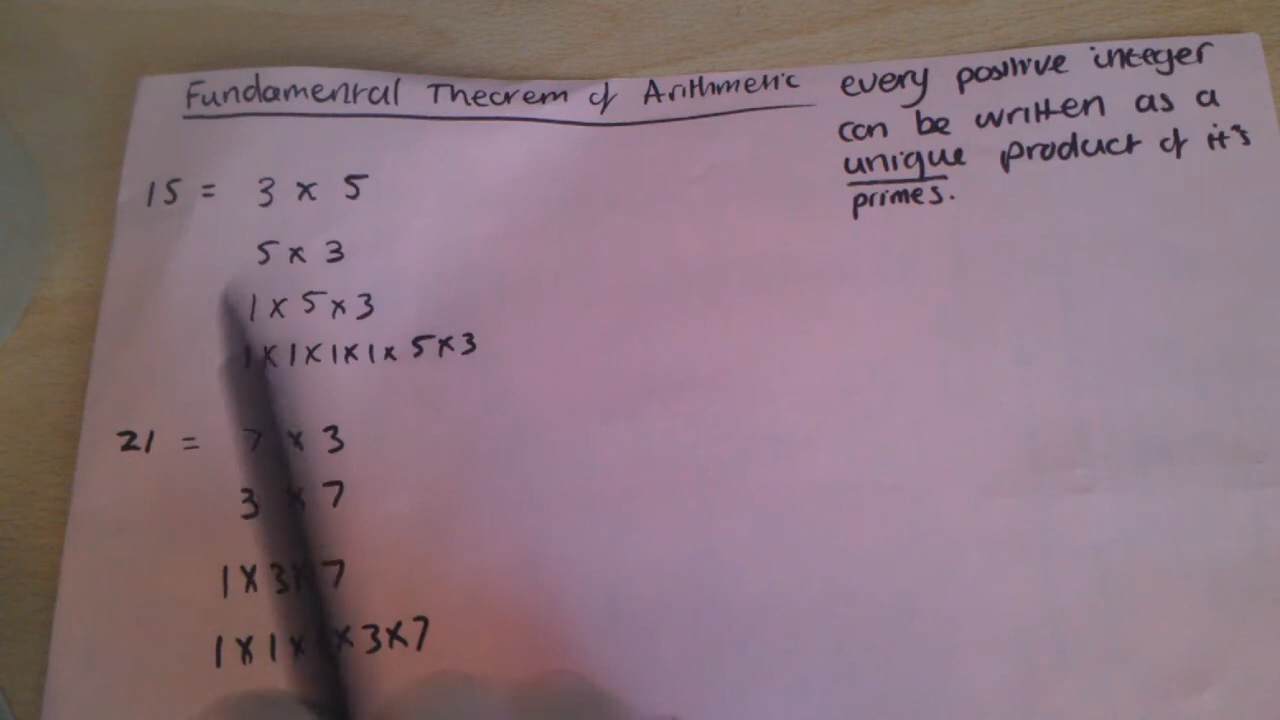 Fundamental Theorem of Arithmetic
every positive integer
can be written as a
unique product of it's
primes.
15 = 3 x 5
5 x 3
1 x 5 x 3
1 x 1 x 1 x 1 x 5 x 3
21 = 7 x 3
3 x 7
1 x 3 x 7
1 x 1 x x 3 x 7